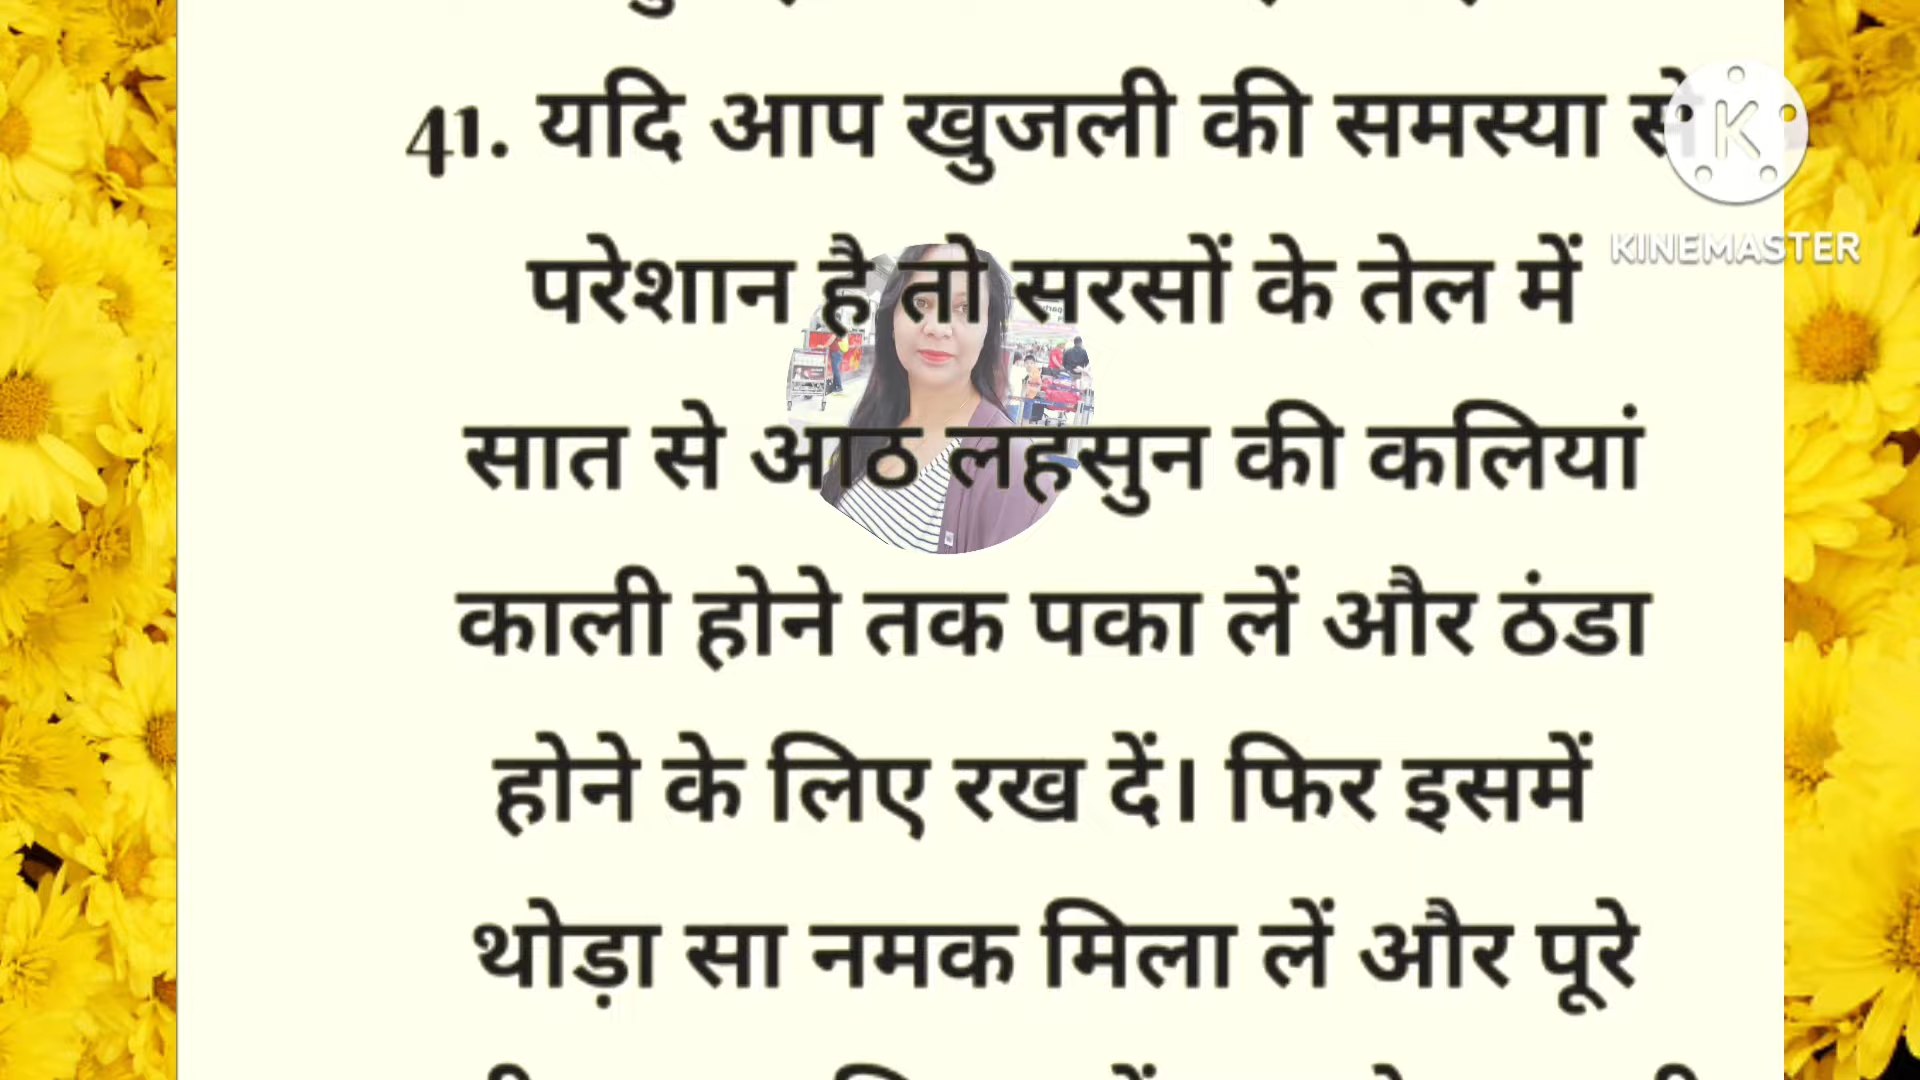 41. यदि आप खुजली की समस्या से
K
KINEMASTER
परेशान है तो सरसों के तेल में
सात से आठ लहसुन की कलियां
काली होने तक पका लें और ठंडा
होने के लिए रख दें। फिर इसमें
थोड़ा सा नमक मिला लें और पूरे